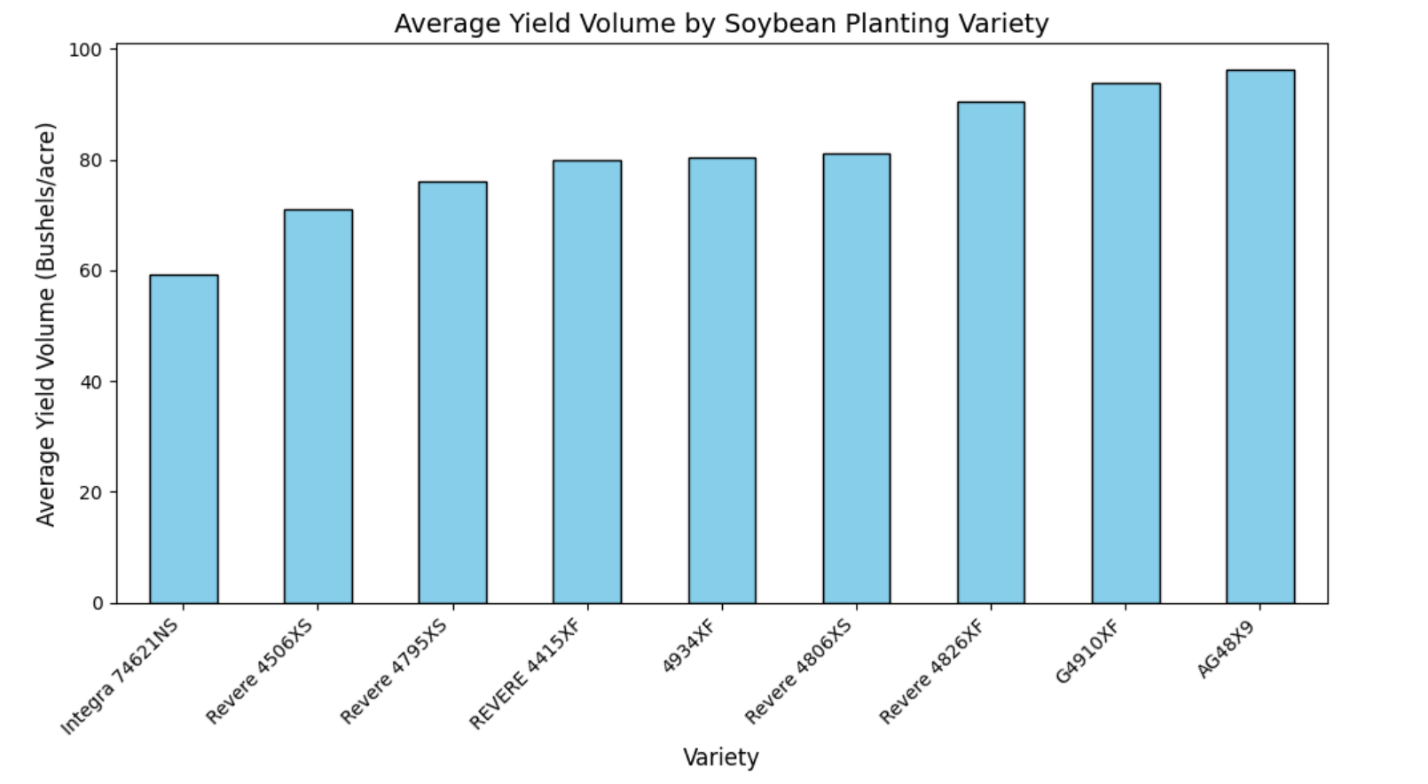 Average Yield Volume by Soybean Planting Variety
Average Yield Volume (Bushels/acre)
100
80
60
40
20
0
Integra 74621NS
Revere 4506XS
Revere 4795XS
REVERE 4415XF
4934XF
Revere 4806XS
Revere 4826XF
G4910XF
AG48X9
Variety